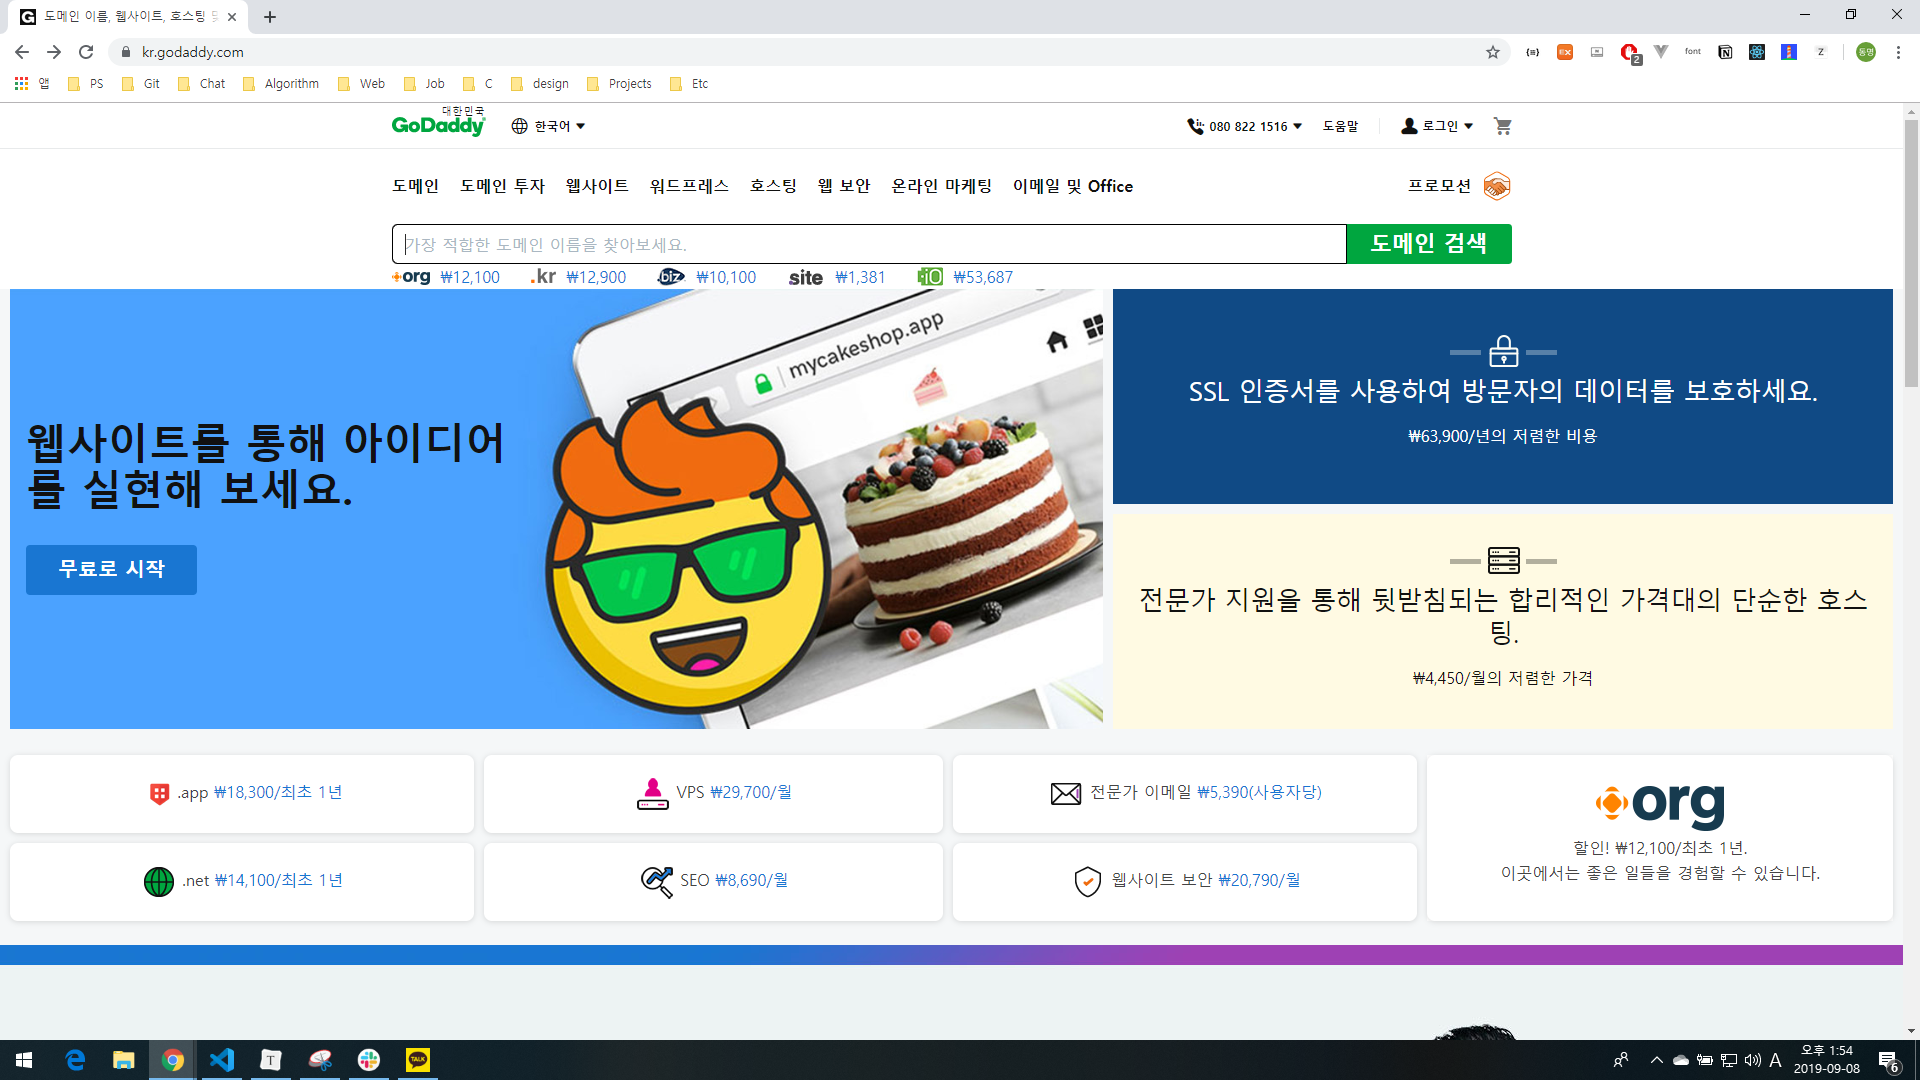 도메인 이름, 웹사이트, 호스팅 및
kr.godaddy.com
font
Z
2
동명
앱 PS Git Chat Algorithm Web Job C design Projects Etc
대한민국
GoDaddy 한국어
080 822 1516 도움말 로그인
도메인 도메인 투자 웹사이트 워드프레스 호스팅 웹 보안 온라인 마케팅 이메일 및 Office 프로모션
가장 적합한 도메인 이름을 찾아보세요. 도메인 검색
org ₩12,100 .kr ₩12,900 .biz ₩10,100 site ₩1,381 .iO ₩53,687
mycakeshop.app
웹사이트를 통해 아이디어
를 실현해 보세요.
무료로 시작
SSL 인증서를 사용하여 방문자의 데이터를 보호하세요.
₩63,900/년의 저렴한 비용
전문가 지원을 통해 뒷받침되는 합리적인 가격대의 단순한 호스
팅.
₩4,450/월의 저렴한 가격
.app ₩18,300/최초 1년
VPS ₩29,700/월
전문가 이메일 ₩5,390(사용자당)
.net ₩14,100/최초 1년
SEO ₩8,690/월
웹사이트 보안 ₩20,790/월
org
할인! ₩12,100/최초 1년.
이곳에서는 좋은 일들을 경험할 수 있습니다.
T
TALK
A
오후 1:54
2019-09-08
6